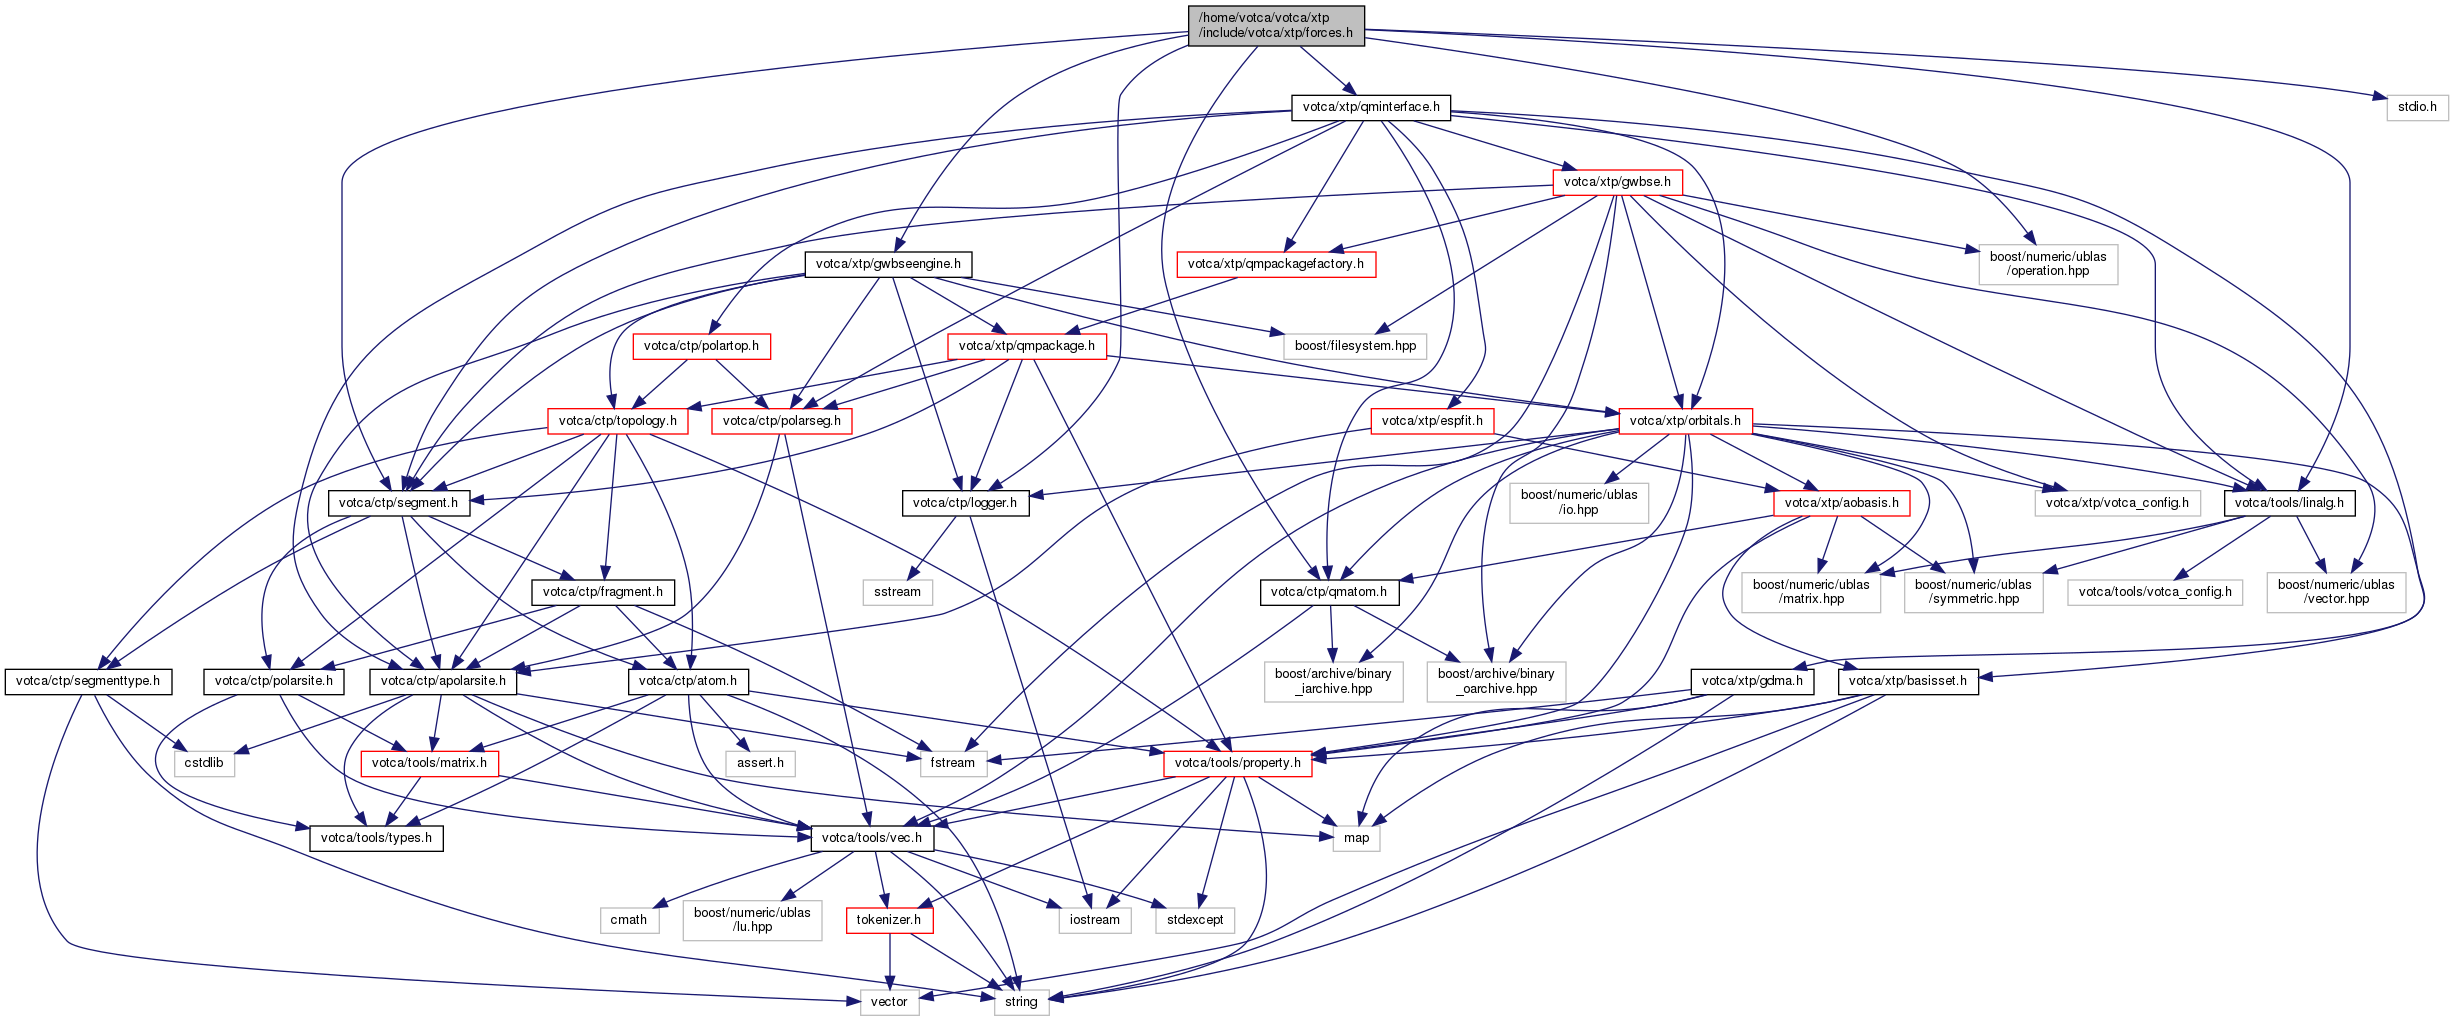 /home/votca/votca/xtp
/include/votca/xtp/forces.h
votca/xtp/qminterface.h
stdio.h
votca/xtp/gwbse.h
votca/xtp/gwbseengine.h
votca/xtp/qmpackagefactory.h
boost/numeric/ublas
/operation.hpp
votca/ctp/polartop.h
votca/xtp/qmpackage.h
boost/filesystem.hpp
votca/ctp/topology.h
votca/ctp/polarseg.h
votca/xtp/espfit.h
votca/xtp/orbitals.h
votca/ctp/segment.h
votca/ctp/logger.h
boost/numeric/ublas
/io.hpp
votca/xtp/aobasis.h
votca/xtp/votca_config.h
votca/tools/linalg.h
votca/ctp/fragment.h
sstream
votca/ctp/qmatom.h
boost/numeric/ublas
/matrix.hpp
boost/numeric/ublas
/symmetric.hpp
votca/tools/votca_config.h
boost/numeric/ublas
/vector.hpp
votca/ctp/segmenttype.h
votca/ctp/polarsite.h
votca/ctp/apolarsite.h
votca/ctp/atom.h
boost/archive/binary
_iarchive.hpp
boost/archive/binary
_oarchive.hpp
votca/xtp/gdma.h
votca/xtp/basisset.h
cstdlib
votca/tools/matrix.h
assert.h
fstream
votca/tools/property.h
votca/tools/types.h
votca/tools/vec.h
map
cmath
boost/numeric/ublas
/lu.hpp
tokenizer.h
iostream
stdexcept
vector
string